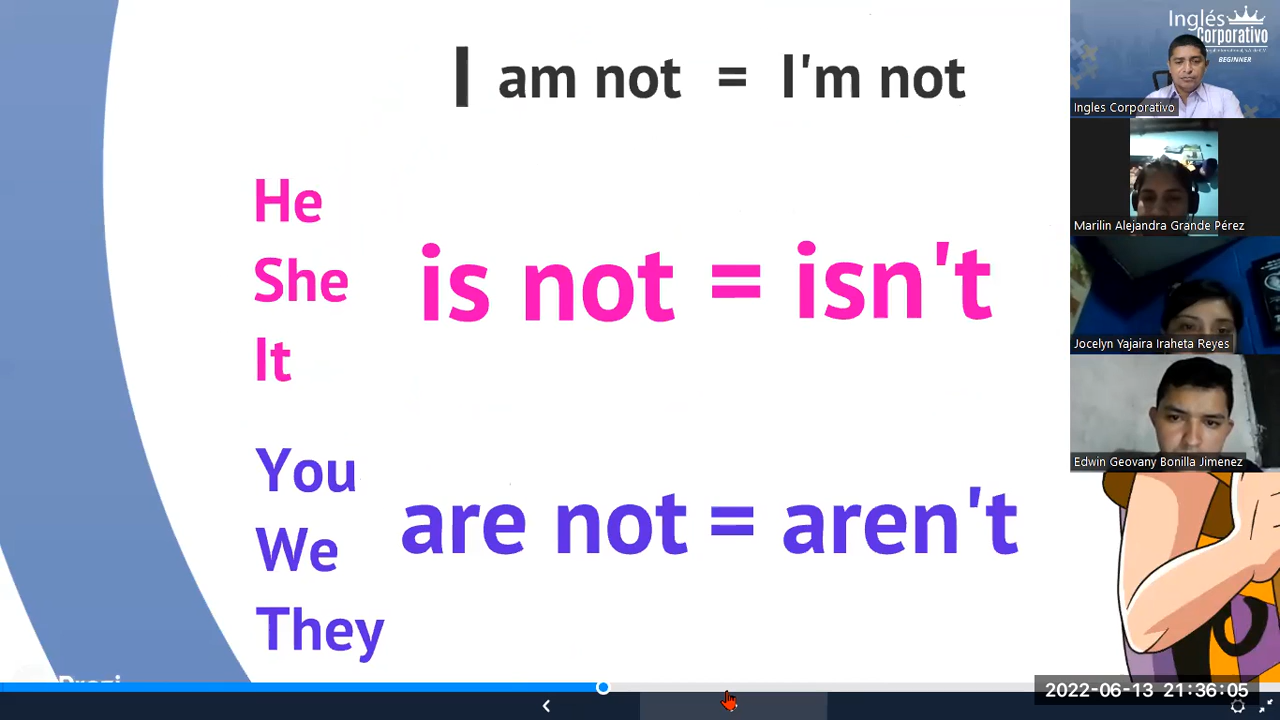 I am not = I'm not
He
She
It
is not = isn't
You
We
They
are not = aren't
Inglés
Corporativo
BEGINNER
Ingles Corporativo
Marilin Alejandra Grande Pérez
Jocelyn Yajaira Iraheta Reyes
Edwin Geovany Bonilla Jimenez
Prezi
2022-06-13 21:36:05